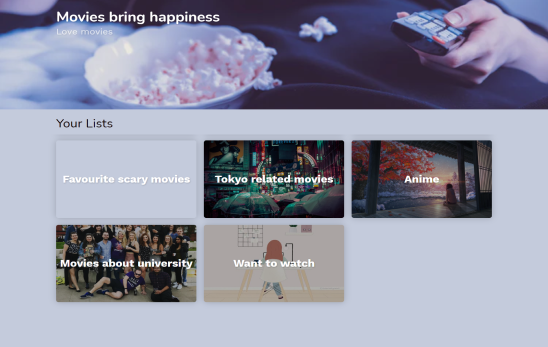 Movies bring happiness
Love movies
Your Lists
Favourite scary movies
Tokyo related movies
Anime
Movies about university
Want to watch